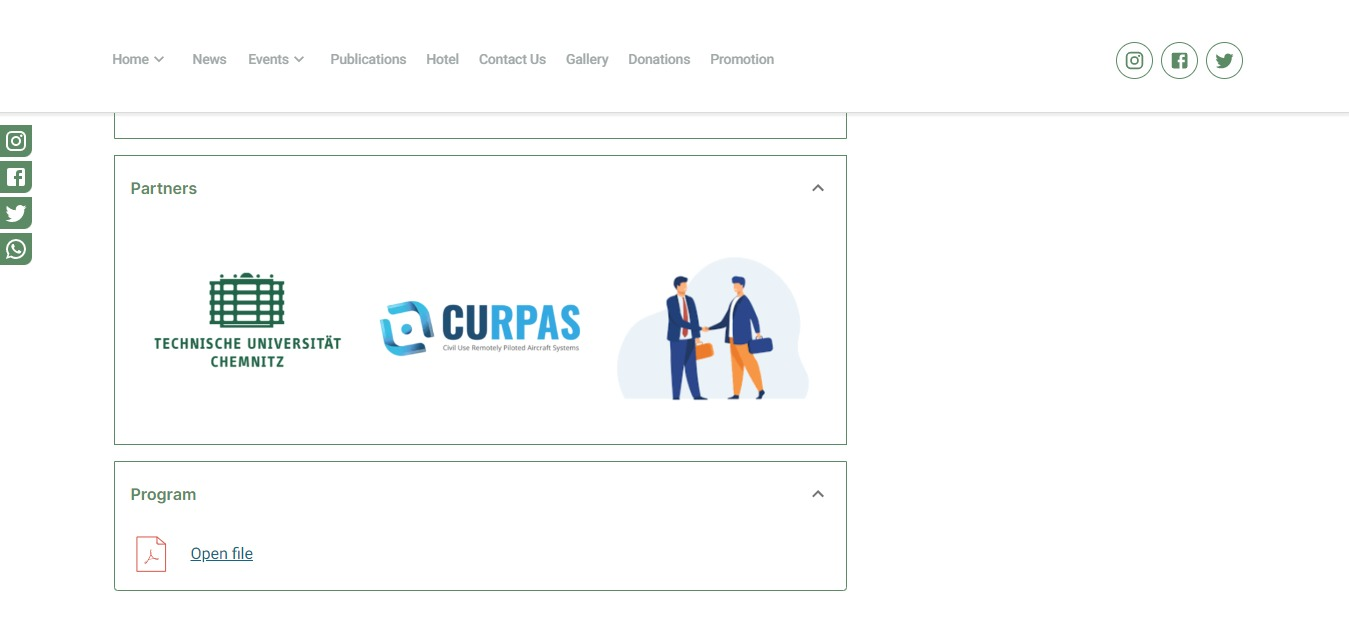 Home
News
Events
Publications
Hotel
Contact Us
Gallery
Donations
Promotion
Partners
TECHNISCHE UNIVERSITÄT
CHEMNITZ
CURPAS
Civil Use Remotely Piloted Aircraft Systems
Program
Open file